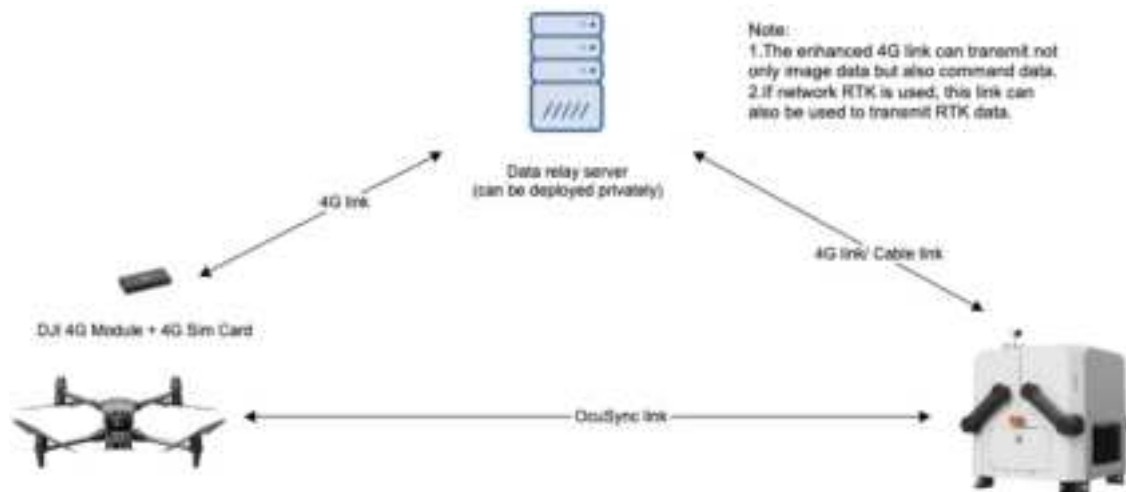 Note:
1.The enhanced 4G link can transmit not
only image data but also command data.
2.If network RTK is used, this link can
also be used to transmit RTK data.
Data relay server
(can be deployed privately)
4G link
4G link/ Cable link
DJI 4G Module + 4G Sim Card
OcuSync link